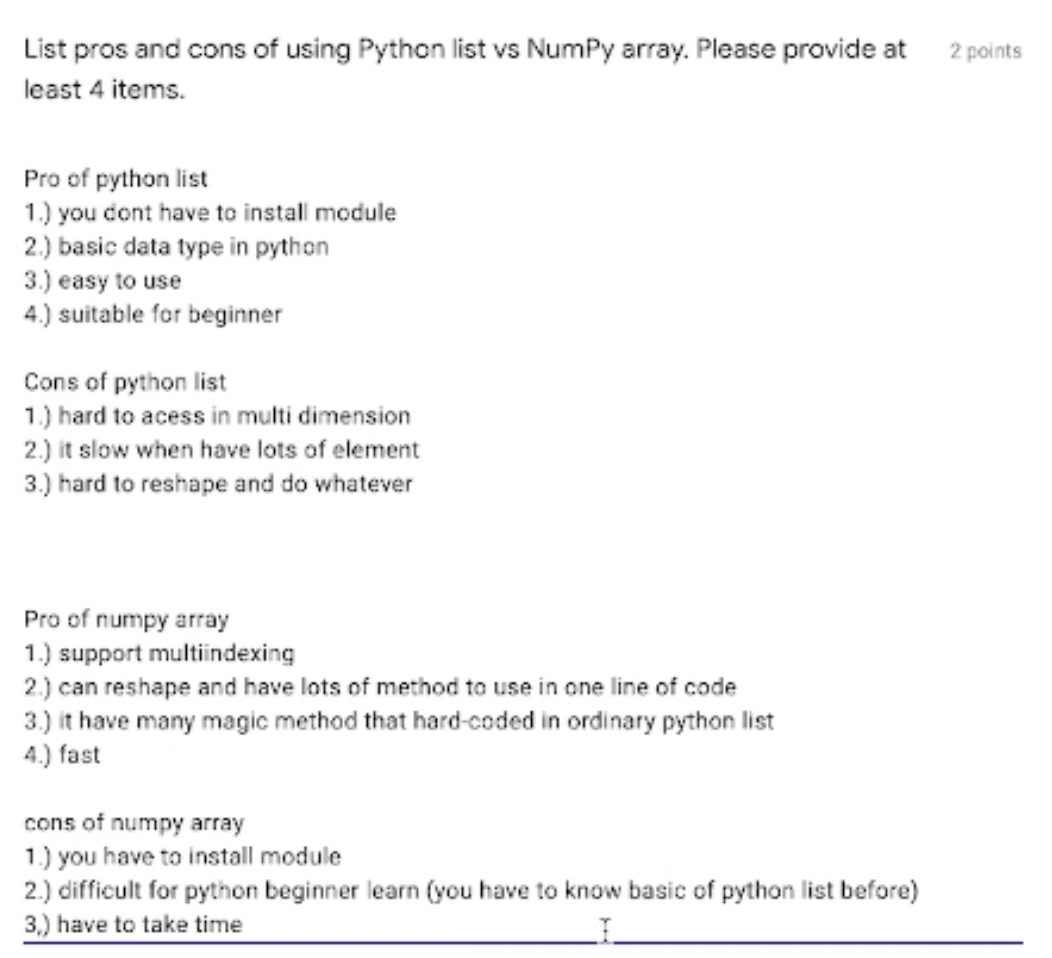 List pros and cons of using Python list vs NumPy array. Please provide at
2 points
least 4 items.
Pro of python list
1.) you dont have to install module
2.) basic data type in python
3.) easy to use
4.) suitable for beginner
Cons of python list
1.) hard to acess in multi dimension
2.) it slow when have lots of element
3.) hard to reshape and do whatever
Pro of numpy array
1.) support multiindexing
2.) can reshape and have lots of method to use in one line of code
3.) it have many magic method that hard-coded in ordinary python list
4.) fast
cons of numpy array
1.) you have to install module
2.) difficult for python beginner learn (you have to know basic of python list before)
3,) have to take time